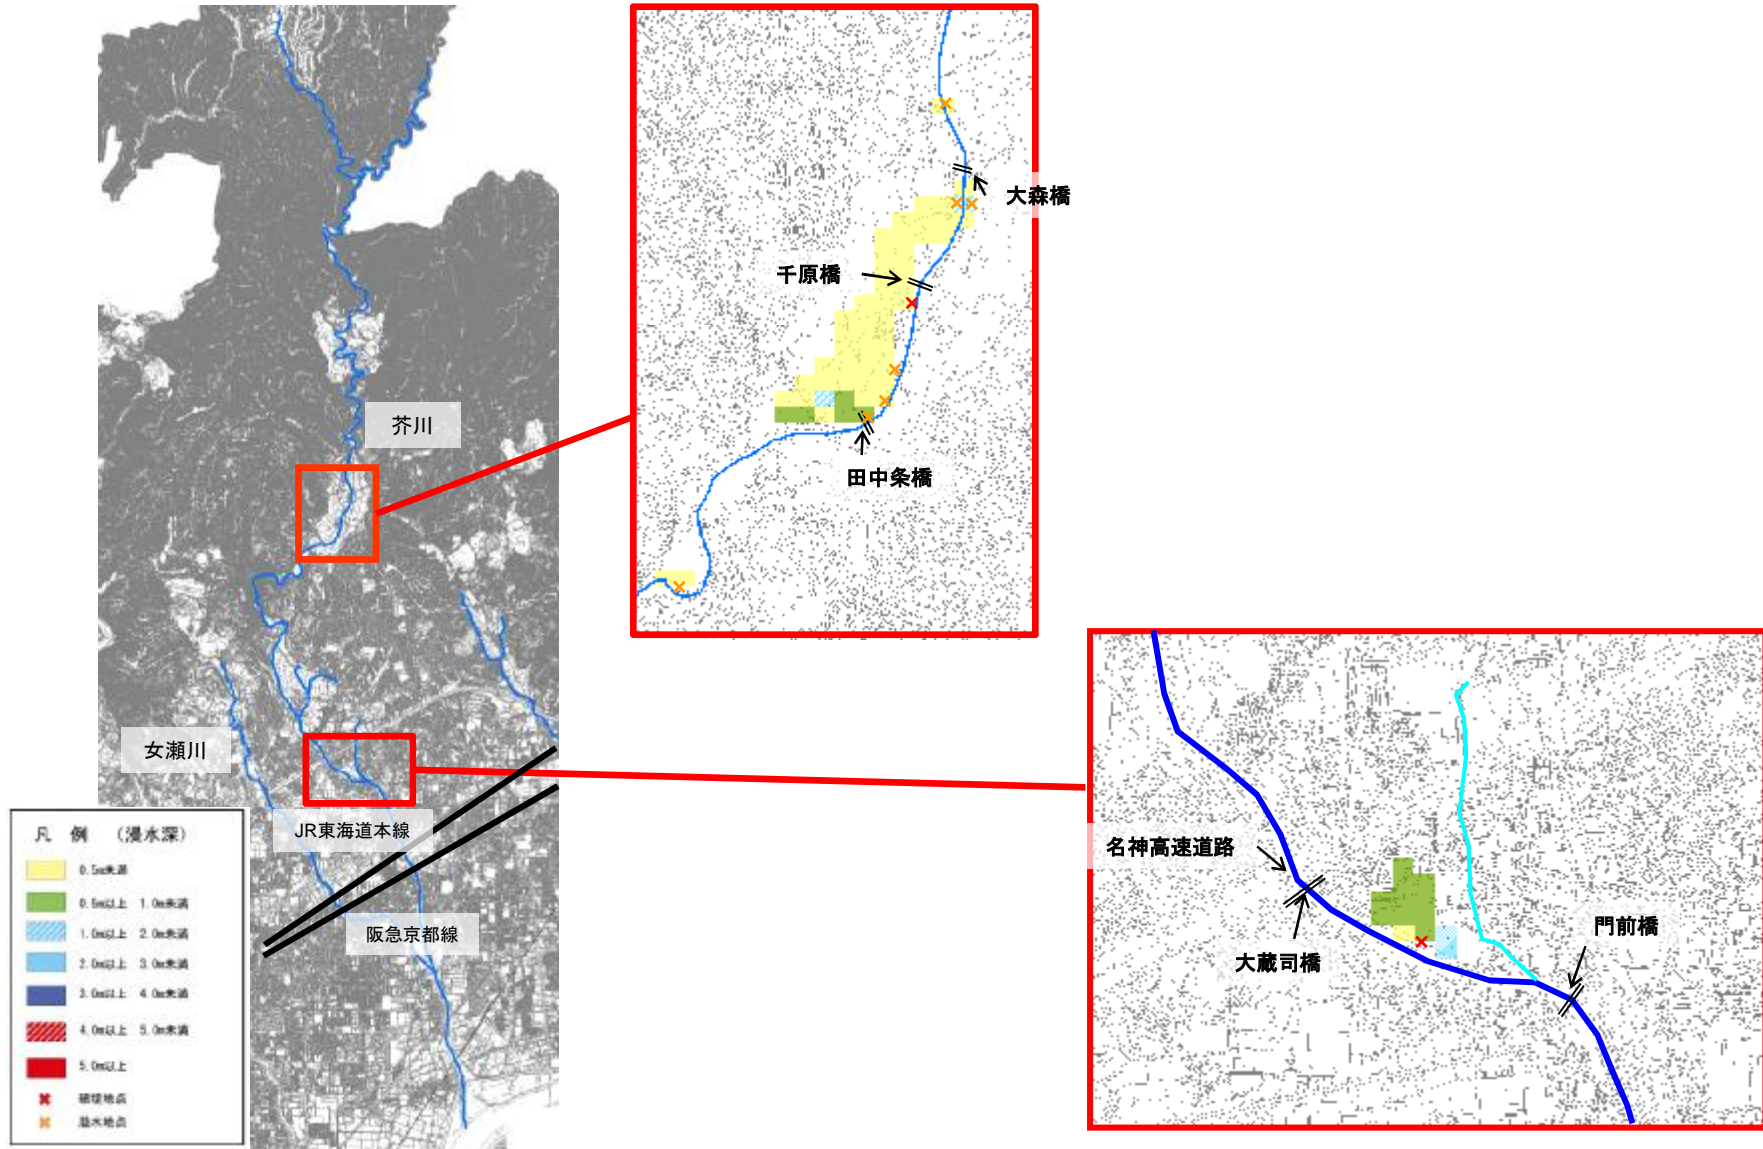 大森橋
千原橋
芥川
田中条橋
女瀬川
JR東海道本線
名神高速道路
門前橋
阪急京都線
大蔵司橋
凡 例 （浸水深）
0.5m未満
0.5m以上 1.0m未満
1.0m以上 2.0m未満
2.0m以上 3.0m未満
3.0m以上 4.0m未満
4.0m以上 5.0m未満
5.0m以上
破堤地点
溢水地点